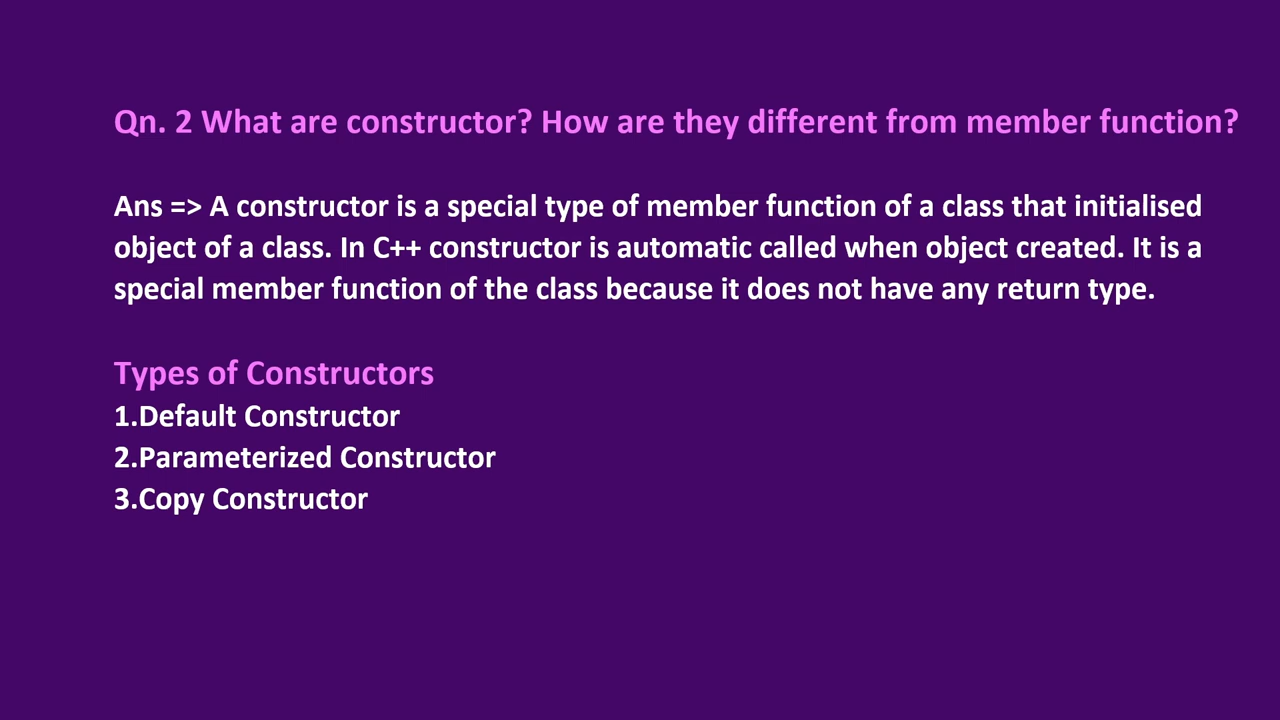 Qn. 2 What are constructor? How are they different from member function?
Ans => A constructor is a special type of member function of a class that initialised
object of a class. In C++ constructor is automatic called when object created. It is a
special member function of the class because it does not have any return type.
Types of Constructors
1.Default Constructor
2.Parameterized Constructor
3.Copy Constructor